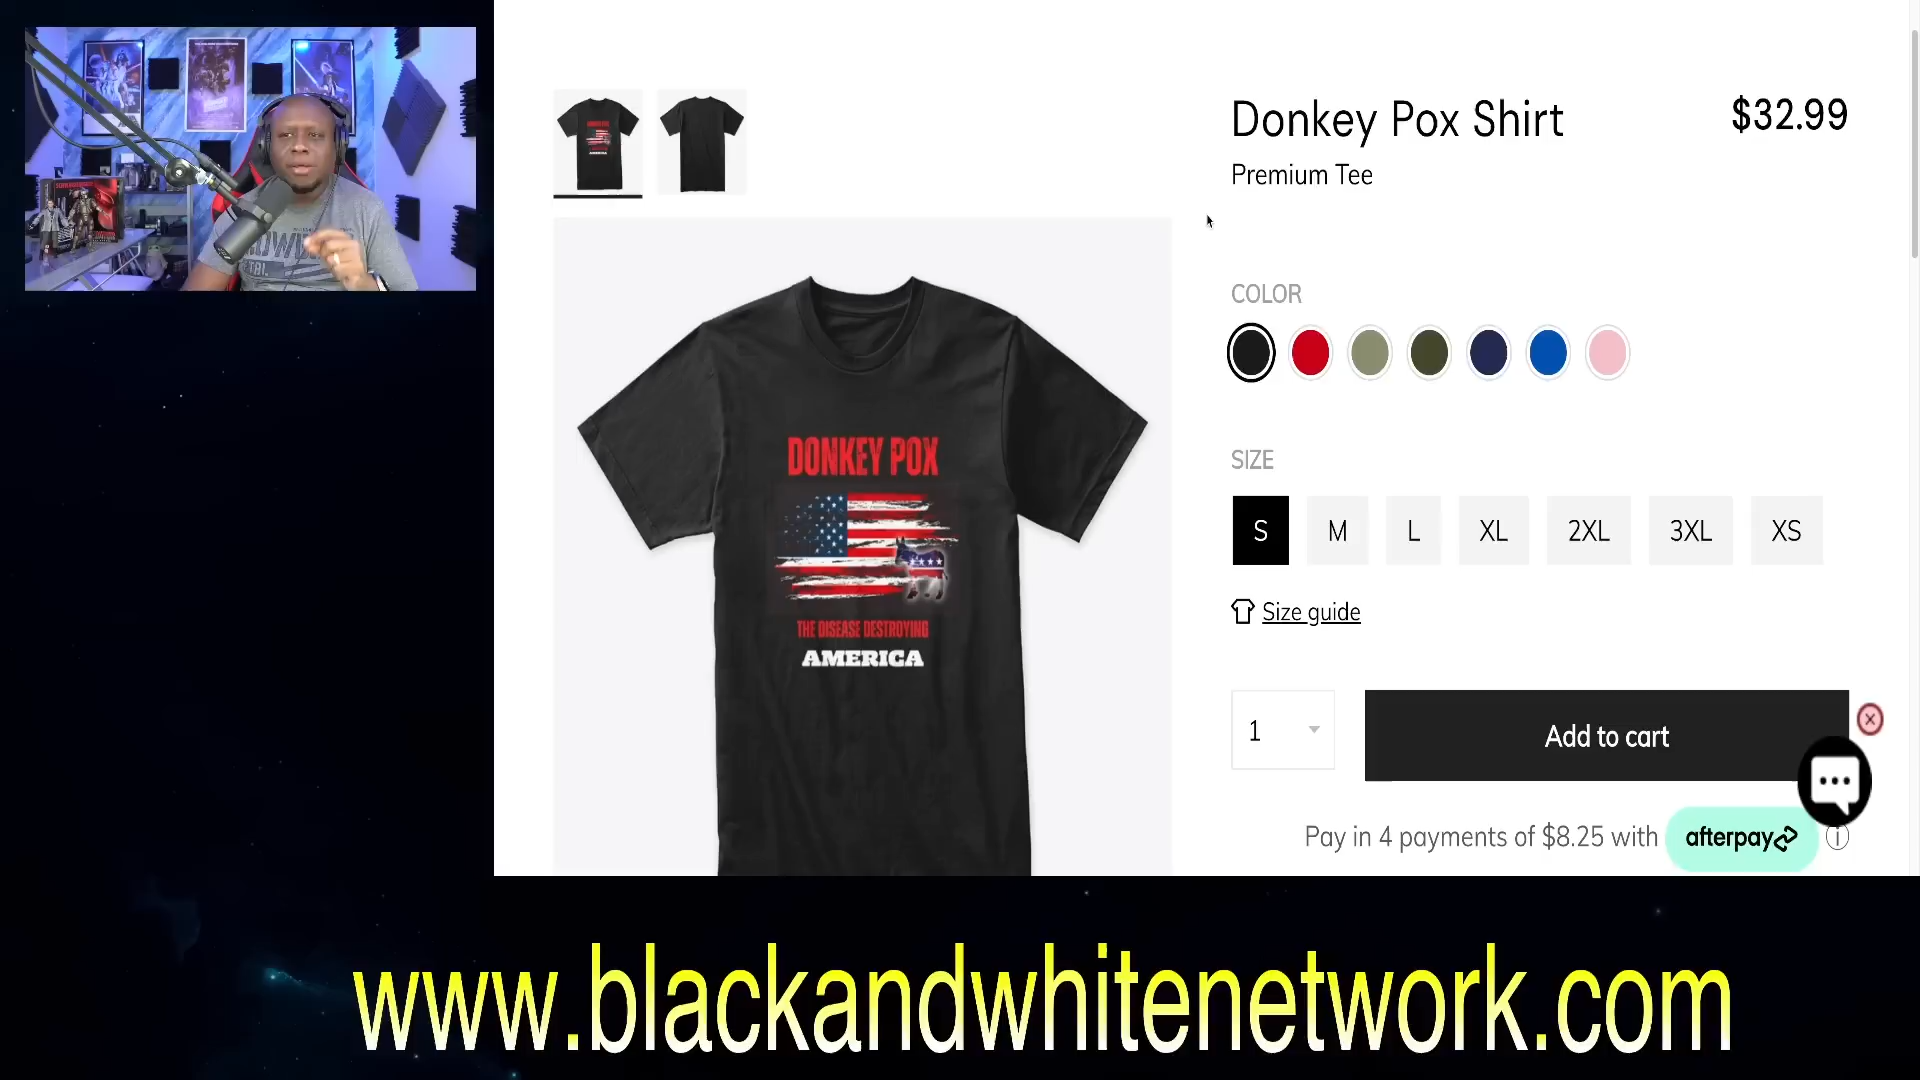 Donkey Pox Shirt
$32.99
Premium Tee
COLOR
SIZE
S M L XL 2XL 3XL XS
Size guide
1
Add to cart
Pay in 4 payments of $8.25 with afterpay
DONKEY POX
THE DISEASE DESTROYING
AMERICA
www.blackandwhitenetwork.com